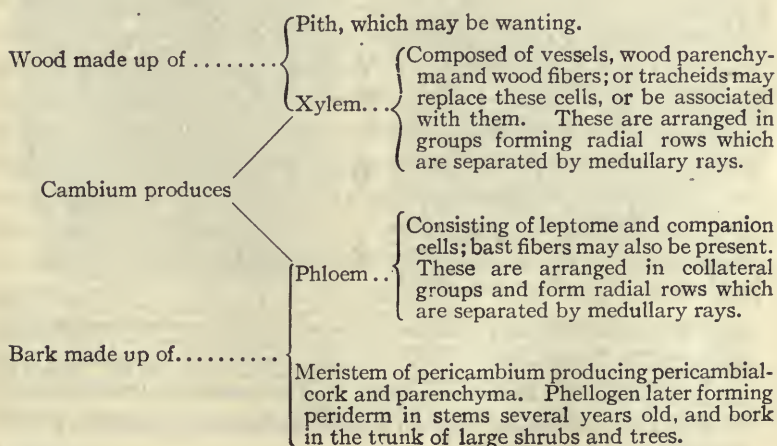 Wood made up of ........
Pith, which may be wanting.
Xylem...
Composed of vessels, wood parenchy-
ma and wood fibers; or tracheids may
replace these cells, or be associated
with them. These are arranged in
groups forming radial rows which
are separated by medullary rays.
Cambium produces
Phloem..
Consisting of leptome and companion
cells; bast fibers may also be present.
These are arranged in collateral
groups and form radial rows which
are separated by medullary rays.
Bark made up of..........
Meristem of pericambium producing pericambial-
cork and parenchyma. Phellogen later forming
periderm in stems several years old, and bork
in the trunk of large shrubs and trees.